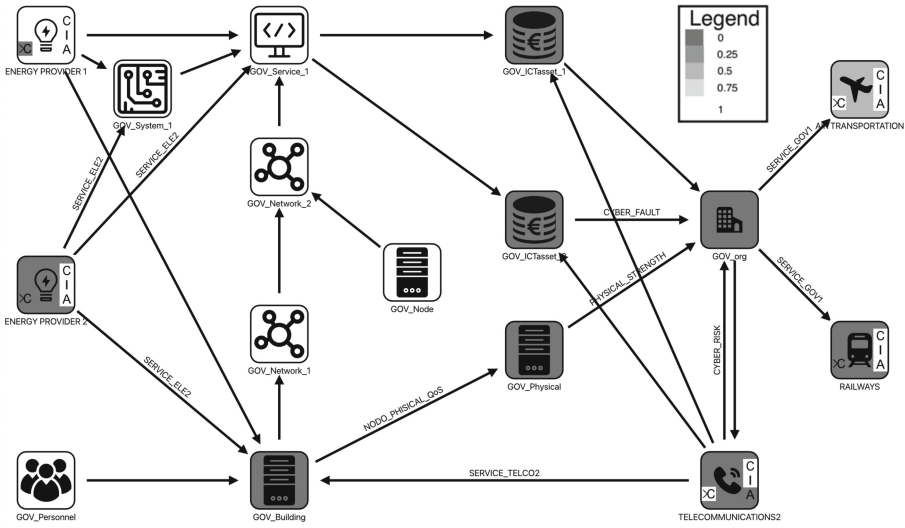 Legend
0
0.25
0.5
0.75
1
C
I
A
ENERGY PROVIDER 1
GOV_Service_1
GOV_ICTasset_1
C
I
A
AIR TRANSPORTATION
GOV_System_1
SERVICE_ELE2
SERVICE_ELE2
SERVICE_GOV1
GOV_Network_2
CYBER_FAULT
GOV_org
GOV_ICTasset_2
C
I
A
ENERGY PROVIDER 2
GOV_Node
PHYSICAL_STRENGTH
SERVICE_GOV1
CYBER_RISK
C
I
A
RAILWAYS
GOV_Network_1
GOV_Physical
SERVICE_ELE2
NODO_PHISICAL_QoS
SERVICE_TELCO2
C
I
A
GOV_Personnel
GOV_Building
TELECOMMUNICATIONS2